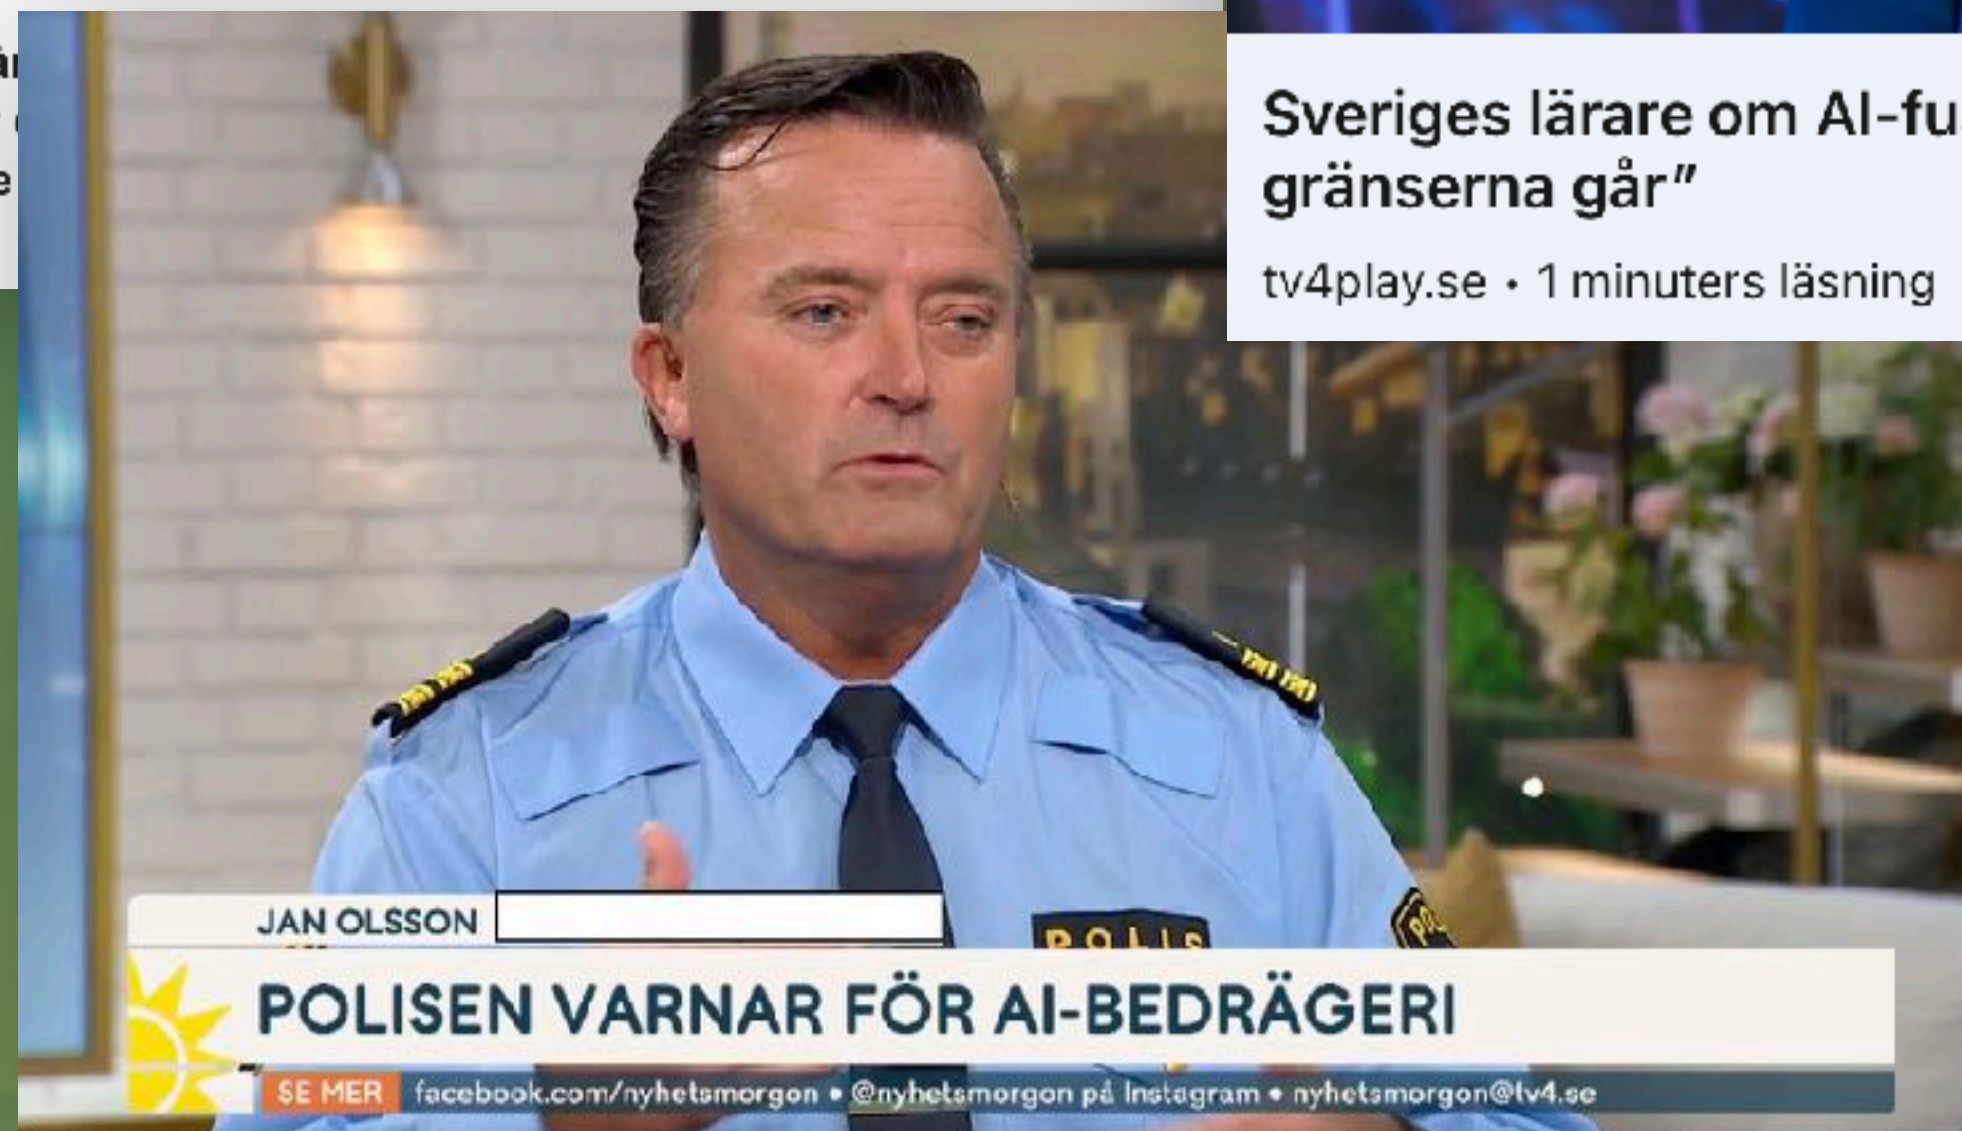 Sveriges lärare om AI-
gränserna går”
tv4play.se • 1 minuters läsning
JAN OLSSON
POLIS
POLISEN VARNAR FÖR AI-BEDRÄGERI
SE MER facebook.com/nyhetsmorgon • @nyhetsmorgon på Instagram • nyhetsmorgon@tv4.se